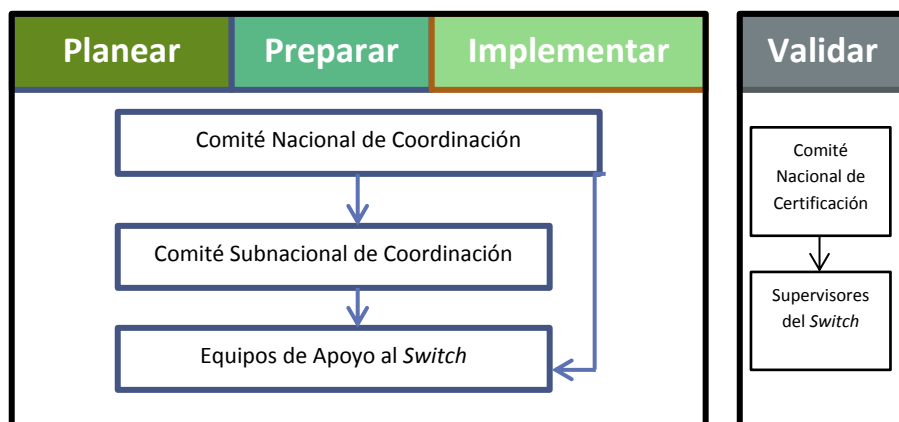 Planear
Preparar
Implementar
Validar
Comité Nacional de Coordinación
Comité Subnacional de Coordinación
Equipos de Apoyo al Switch
Comité
Nacional de
Certificación
Supervisores
del Switch